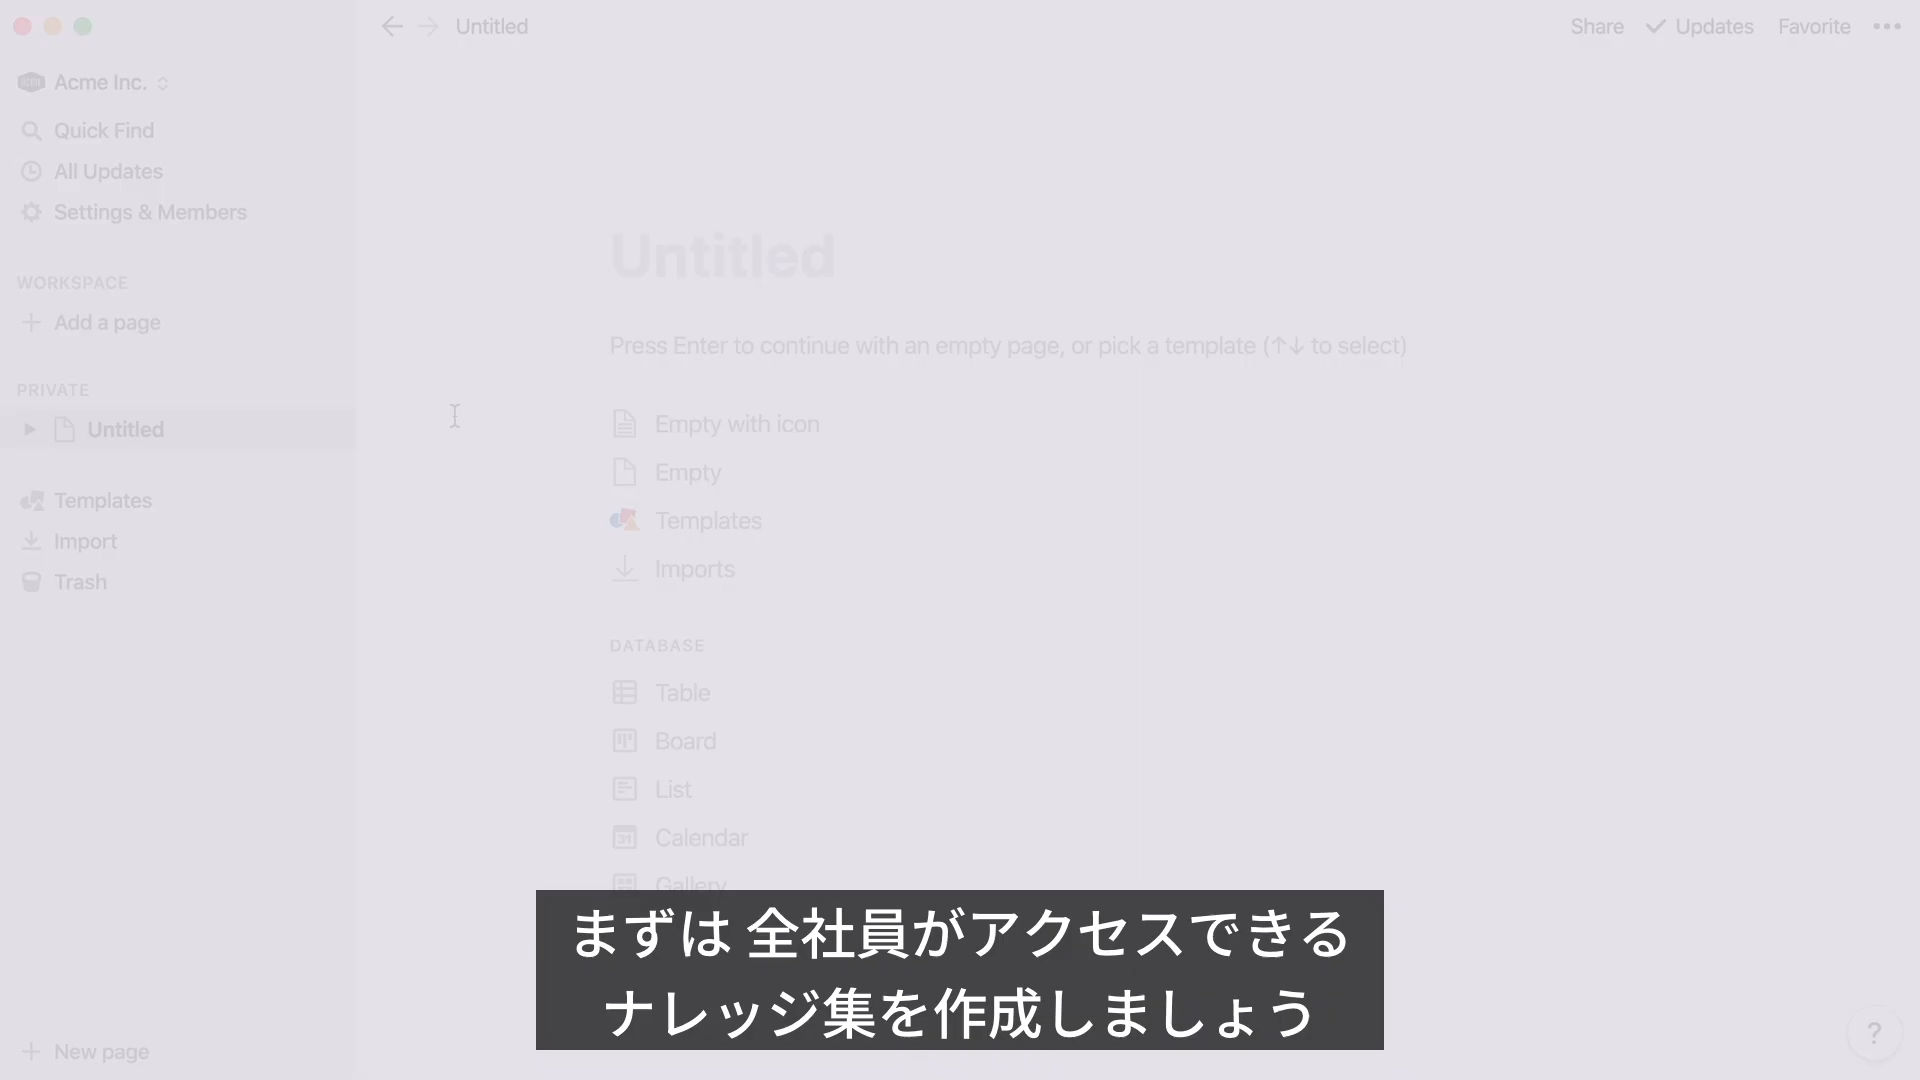 Untitled
Share
Updates
Favorite
Acme Inc.
Quick Find
All Updates
Settings & Members
WORKSPACE
Add a page
PRIVATE
Untitled
Templates
Import
Trash
New page
Untitled
Press Enter to continue with an empty page, or pick a template (↑↓ to select)
Empty with icon
Empty
Templates
Imports
DATABASE
Table
Board
List
31 Calendar
Gallery
まずは 全社員がアクセスできる
ナレッジ集を作成しましょう
?